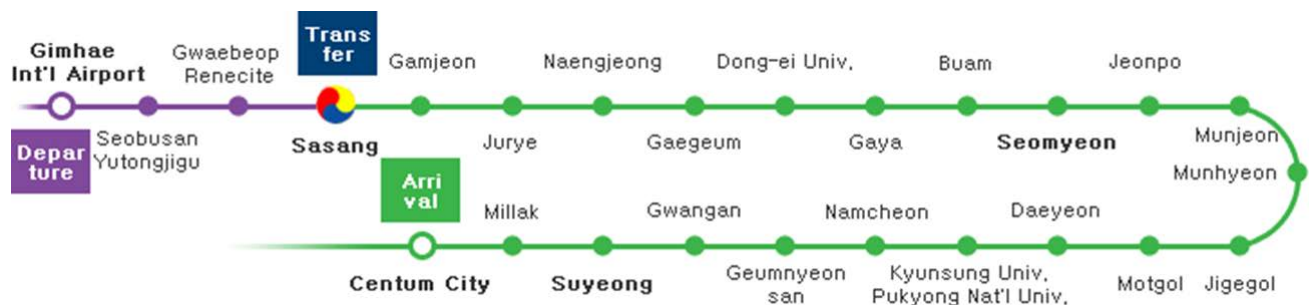 Gimhae
Int'l Airport
Gwaebeop
Renecite
Trans
fer
Gamjeon
Naengjeong
Dong-ei Univ.
Buam
Jeonpo
Depar
ture
Seobusan
Yutongjigu
Sasang
Jurye
Gaegeum
Gaya
Seomyeon
Munjeon
Munhyeon
Arri
val
Millak
Gwangan
Namcheon
Daeyeon
Centum City
Suyeong
Geumnyeon
san
Kyunsung Univ.
Pukyong Nat'l Univ.
Motgol
Jigegol